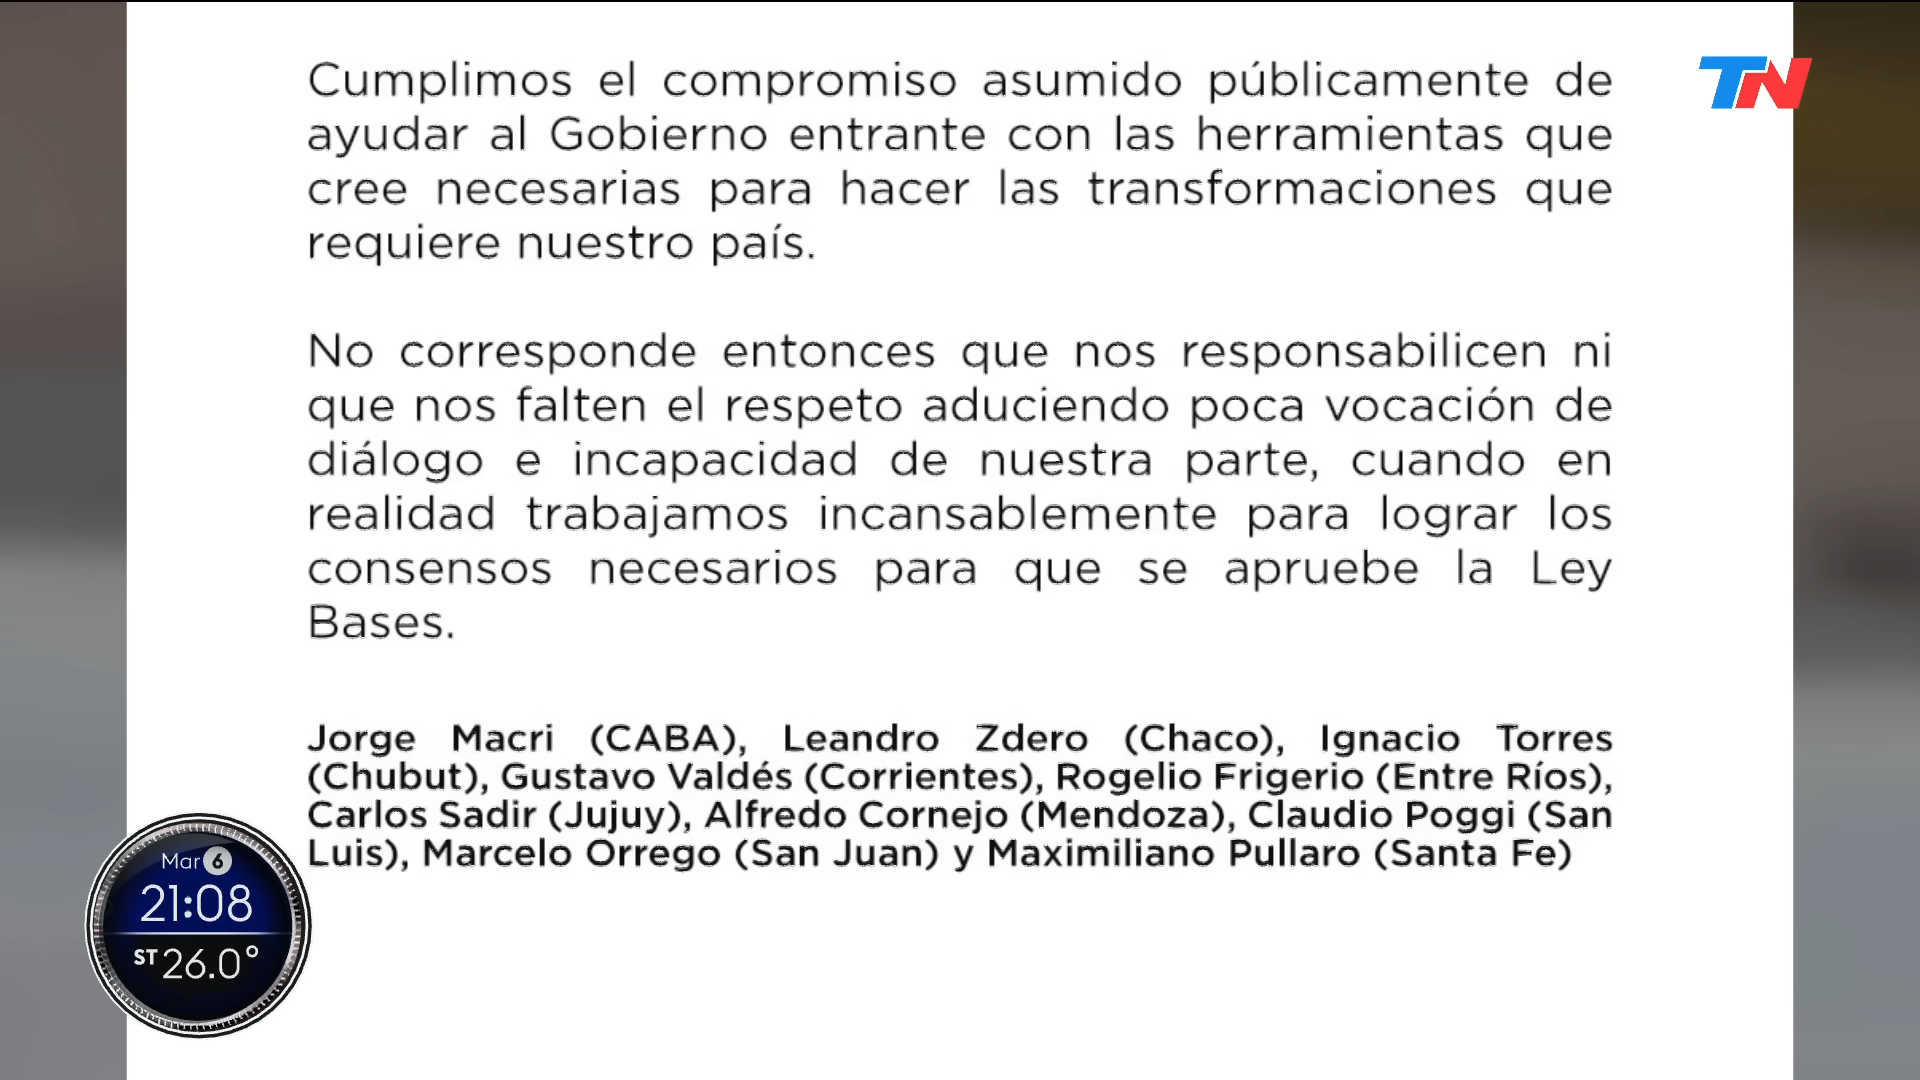 Cumplimos el compromiso asumido públicamente de
ayudar al Gobierno entrante con las herramientas que
cree necesarias para hacer las transformaciones que
requiere nuestro país.
No corresponde entonces que nos responsabilicen ni
que nos falten el respeto aduciendo poca vocación de
diálogo e incapacidad de nuestra parte, cuando en
realidad trabajamos incansablemente para lograr los
consensos necesarios para que se apruebe la Ley
Bases.
Jorge Macri (CABA), Leandro Zdero (Chaco), Ignacio Torres
(Chubut), Gustavo Valdés (Corrientes), Rogelio Frigerio (Entre Ríos),
Carlos Sadir (Jujuy), Alfredo Cornejo (Mendoza), Claudio Poggi (San
Luis), Marcelo Orrego (San Juan) y Maximiliano Pullaro (Santa Fe)
TN
Mar 6
21:08
ST 26.0°